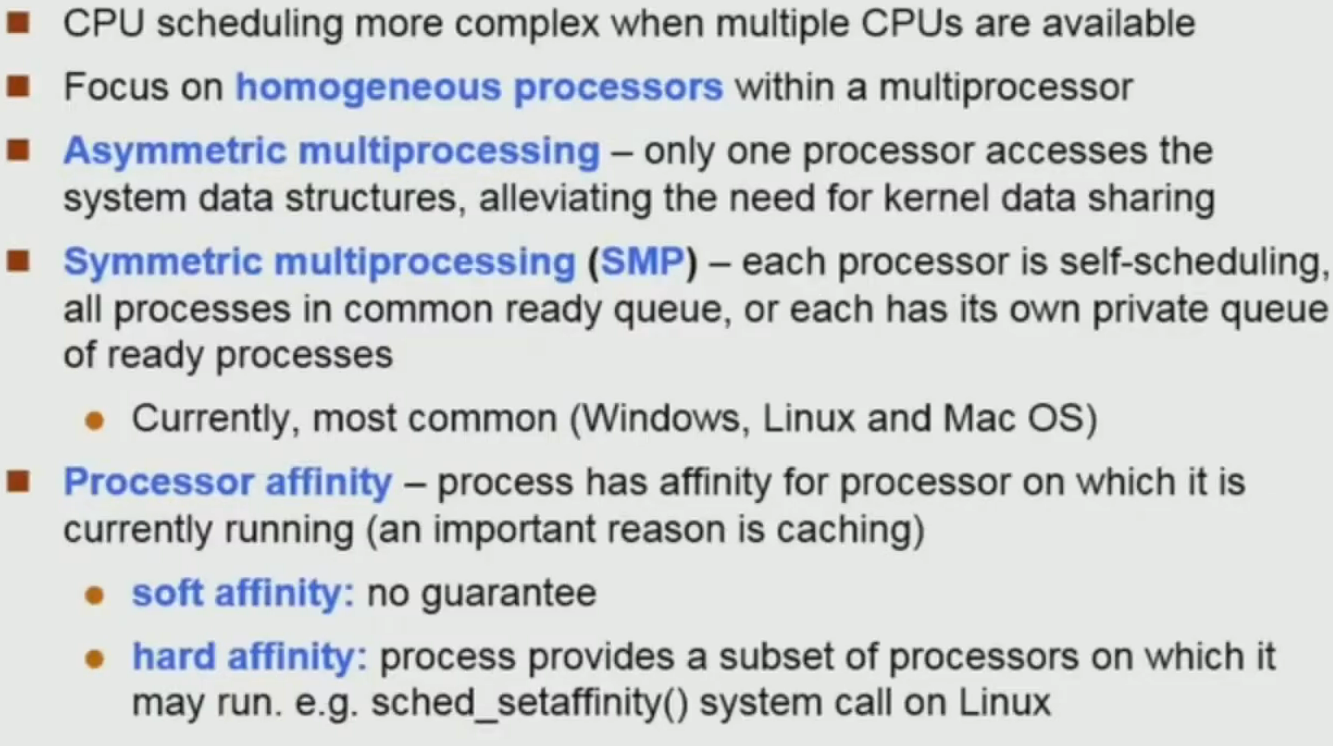 CPU scheduling more complex when multiple CPUs are available
Focus on homogeneous processors within a multiprocessor
Asymmetric multiprocessing – only one processor accesses the
system data structures, alleviating the need for kernel data sharing
Symmetric multiprocessing (SMP) – each processor is self-scheduling,
all processes in common ready queue, or each has its own private queue
of ready processes
Currently, most common (Windows, Linux and Mac OS)
Processor affinity – process has affinity for processor on which it is
currently running (an important reason is caching)
soft affinity: no guarantee
hard affinity: process provides a subset of processors on which it
may run. e.g. sched_setaffinity() system call on Linux